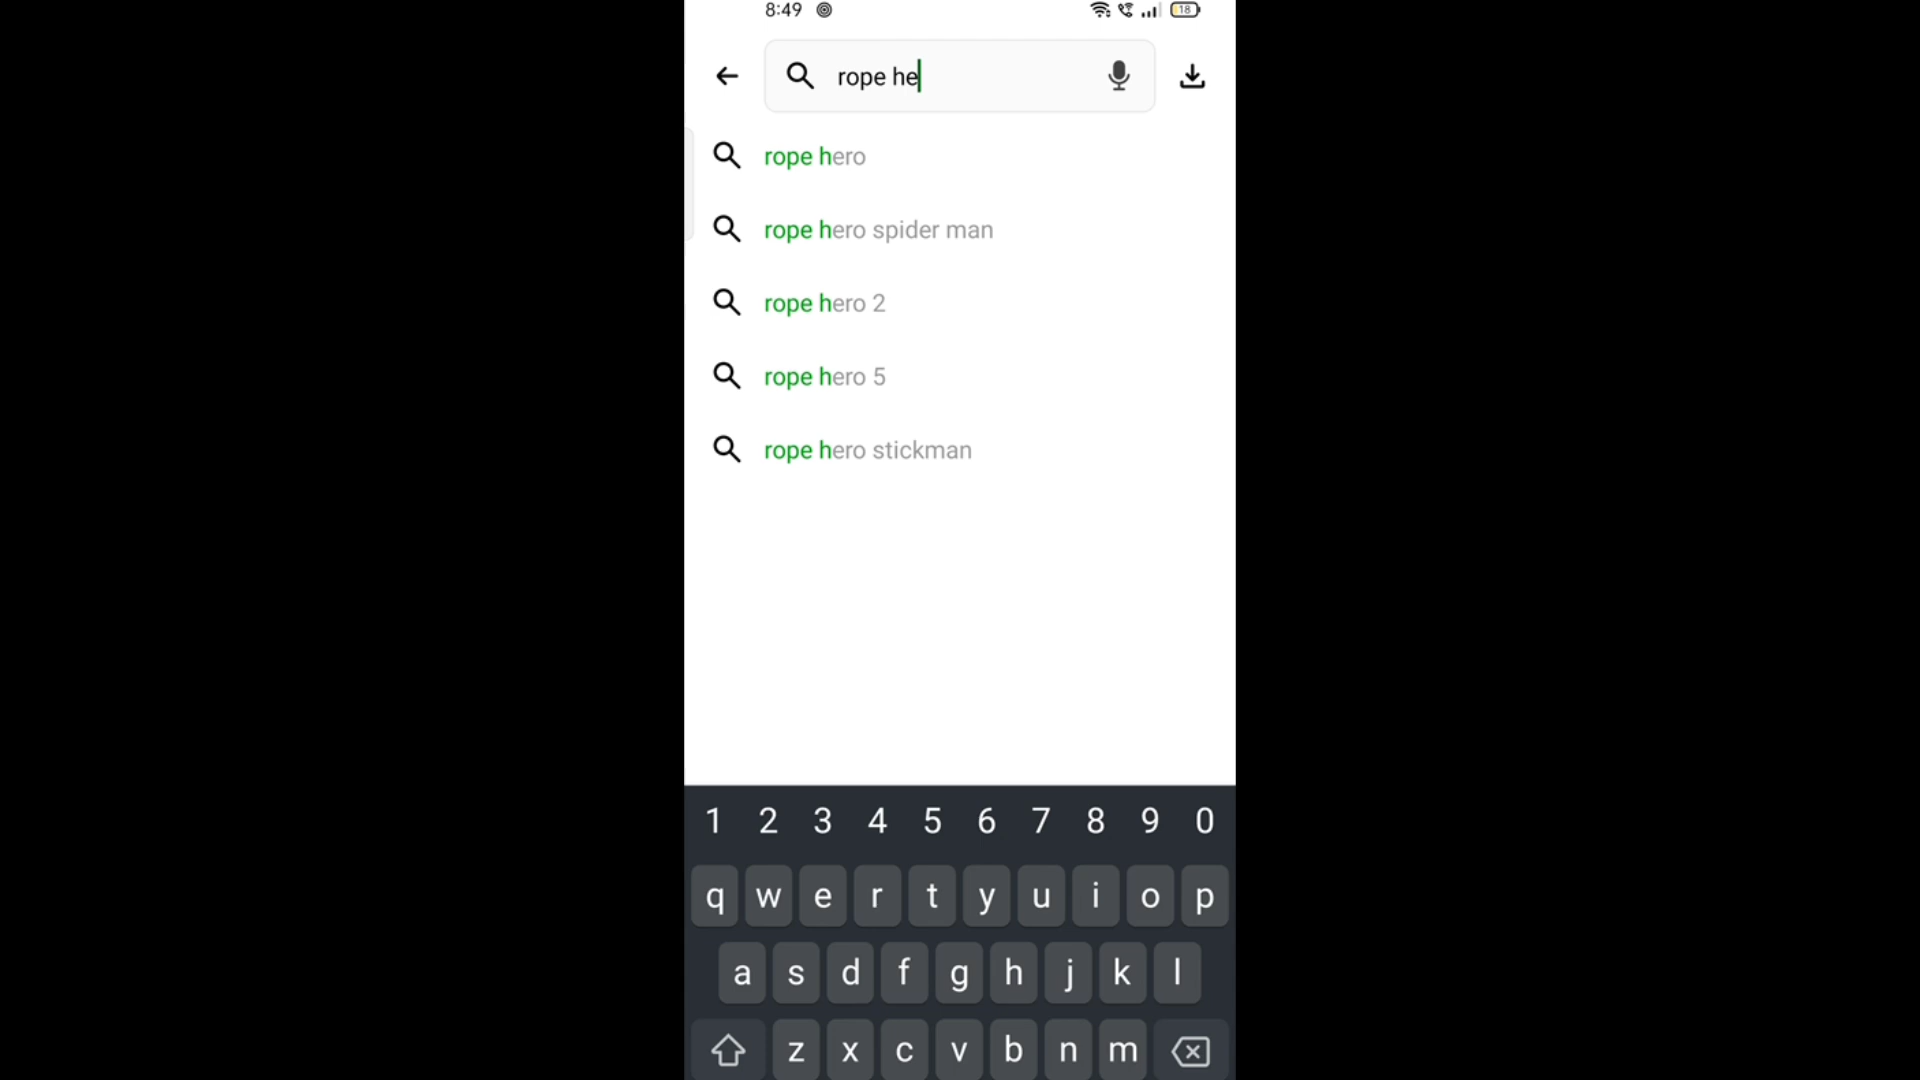 8:49 18
rope he
rope hero
rope hero spider man
rope hero 2
rope hero 5
rope hero stickman
1 2 3 4 5 6 7 8 9 0
q w e r t y u i o p
a s d f g h j k l
z x c v b n m